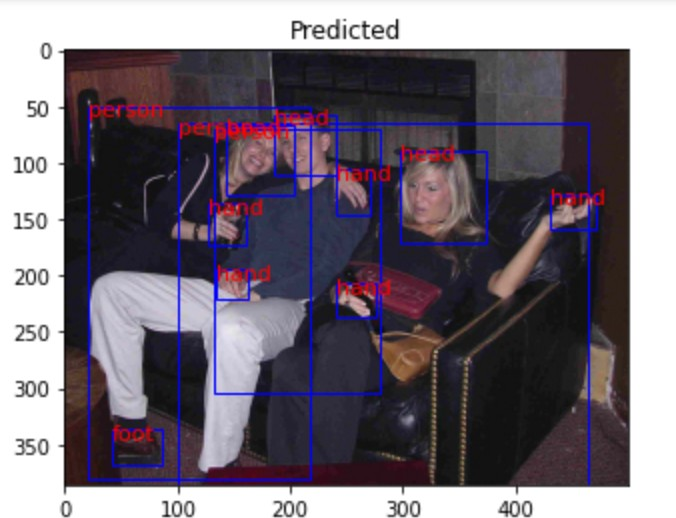 Predicted
0
50
person
head
person
head
person
100
head
hand
hand
150
hand
200
hand
hand
250
300
350
foot
0 100 200 300 400